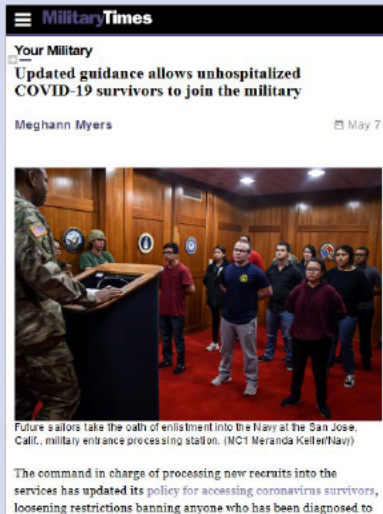 MilitaryTimes
Your Military
Updated guidance allows unhospitalized
COVID-19 survivors to join the military
Meghann Myers
May 7
Future sailors take the oath of enlistment into the Navy at the San Jose,
Calif., military entrance processing station. (MC1 Meranda Keller/Navy)
The command in charge of processing new recruits into the
services has updated its policy for accessing coronavirus survivors,
loosening restrictions banning anyone who has been diagnosed to